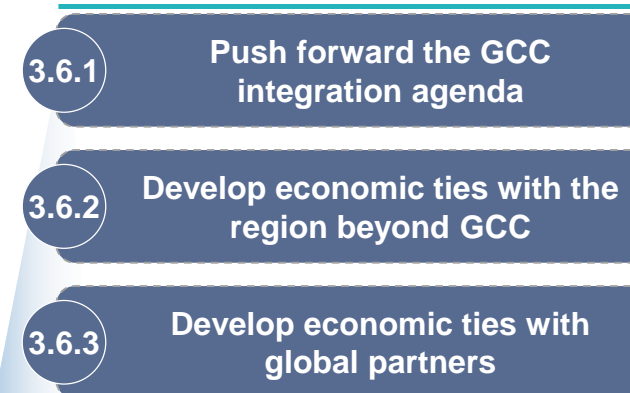 3.6.1
Push forward the GCC
integration agenda
3.6.2
Develop economic ties with the
region beyond GCC
3.6.3
Develop economic ties with
global partners